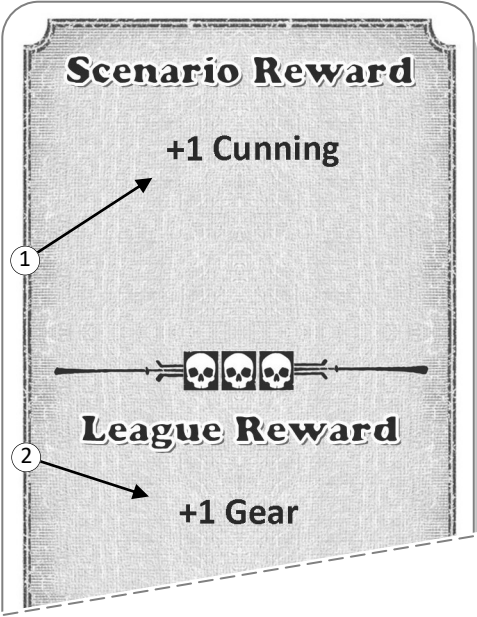 Scenario Reward
+1 Cunning
1
League Reward
2
+1 Gear